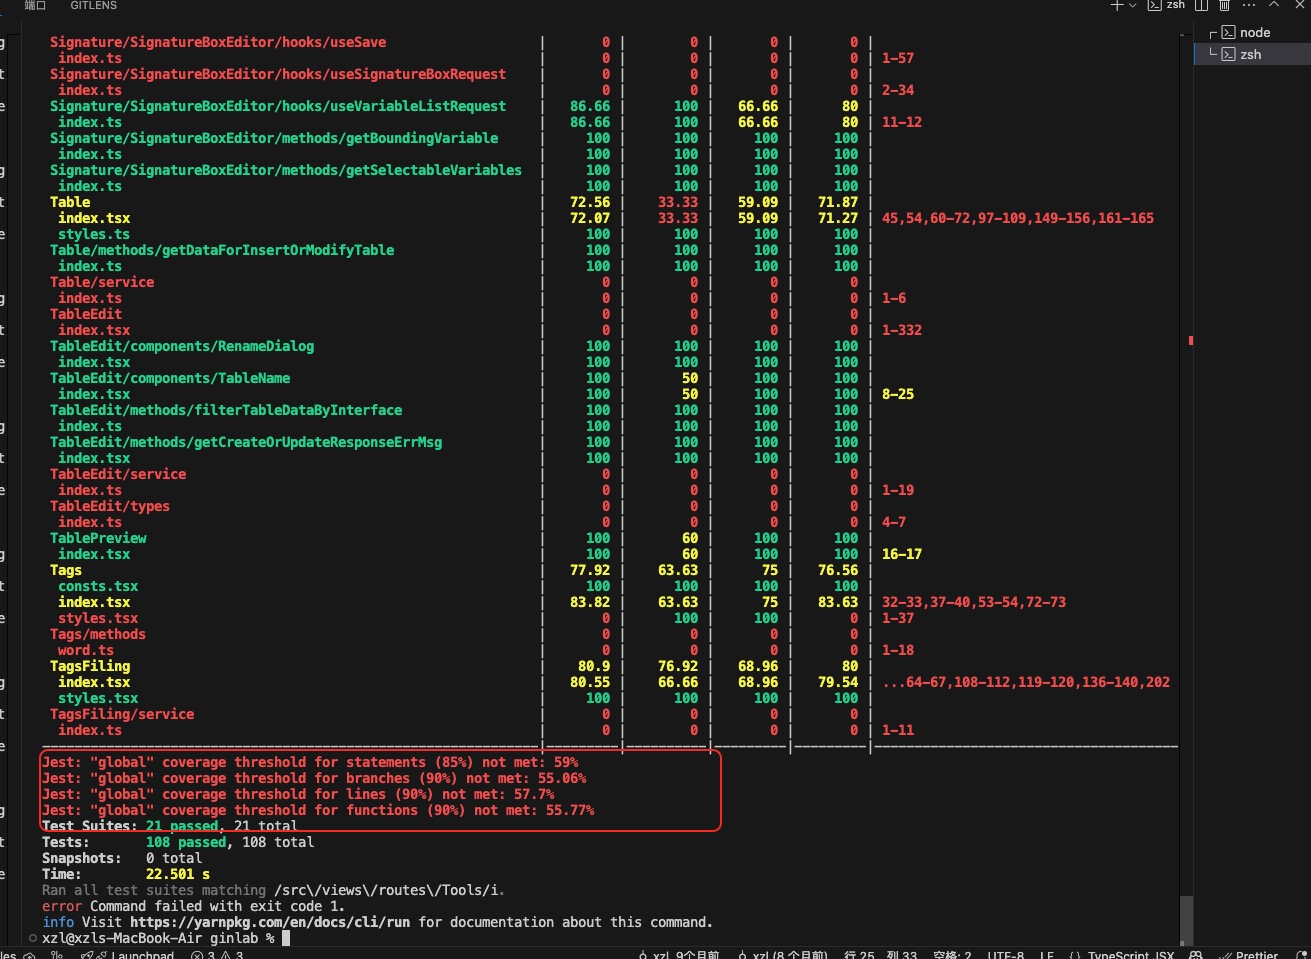 端口 GITLENS zsh
Signature/SignatureBoxEditor/hooks/useSave | 0 | 0 | 0 | 0 |
index.ts | 0 | 0 | 0 | 0 | 1-57
Signature/SignatureBoxEditor/hooks/useSignatureBoxRequest | 0 | 0 | 0 | 0 |
index.ts | 0 | 0 | 0 | 0 | 2-34
Signature/SignatureBoxEditor/hooks/useVariableListRequest | 86.66 | 100 | 66.66 | 80 |
index.ts | 86.66 | 100 | 66.66 | 80 | 11-12
Signature/SignatureBoxEditor/methods/getBoundingVariable | 100 | 100 | 100 | 100 |
index.ts | 100 | 100 | 100 | 100 |
Signature/SignatureBoxEditor/methods/getSelectableVariables | 100 | 100 | 100 | 100 |
index.ts | 100 | 100 | 100 | 100 |
Table | 72.56 | 33.33 | 59.09 | 71.87 |
index.tsx | 72.07 | 33.33 | 59.09 | 71.27 | 45,54,60-72,97-109,149-156,161-165
styles.ts | 100 | 100 | 100 | 100 |
Table/methods/getDataForInsertOrModifyTable | 100 | 100 | 100 | 100 |
index.ts | 100 | 100 | 100 | 100 |
Table/service | 0 | 0 | 0 | 0 |
index.ts | 0 | 0 | 0 | 0 | 1-6
TableEdit | 0 | 0 | 0 | 0 |
index.tsx | 0 | 0 | 0 | 0 | 1-332
TableEdit/components/RenameDialog | 100 | 100 | 100 | 100 |
index.tsx | 100 | 100 | 100 | 100 |
TableEdit/components/TableName | 100 | 50 | 100 | 100 |
index.tsx | 100 | 50 | 100 | 100 | 8-25
TableEdit/methods/filterTableDataByInterface | 100 | 100 | 100 | 100 |
index.ts | 100 | 100 | 100 | 100 |
TableEdit/methods/getCreateOrUpdateResponseErrMsg | 100 | 100 | 100 | 100 |
index.tsx | 100 | 100 | 100 | 100 |
TableEdit/service | 0 | 0 | 0 | 0 |
index.ts | 0 | 0 | 0 | 0 | 1-19
TableEdit/types | 0 | 0 | 0 | 0 |
index.ts | 0 | 0 | 0 | 0 | 4-7
TablePreview | 100 | 60 | 100 | 100 |
index.tsx | 100 | 60 | 100 | 100 | 16-17
Tags | 77.92 | 63.63 | 75 | 76.56 |
consts.tsx | 100 | 100 | 100 | 100 |
index.tsx | 83.82 | 63.63 | 75 | 83.63 | 32-33,37-40,53-54,72-73
styles.tsx | 0 | 100 | 100 | 0 | 1-37
Tags/methods | 0 | 0 | 0 | 0 |
word.ts | 0 | 0 | 0 | 0 | 1-18
TagsFiling | 80.9 | 76.92 | 68.96 | 80 |
index.tsx | 80.55 | 66.66 | 68.96 | 79.54 | ...64-67,108-112,119-120,136-140,202
styles.tsx | 100 | 100 | 100 | 100 |
TagsFiling/service | 0 | 0 | 0 | 0 |
index.ts | 0 | 0 | 0 | 0 | 1-11
Jest: "global" coverage threshold for statements (85%) not met: 59%
Jest: "global" coverage threshold for branches (90%) not met: 55.06%
Jest: "global" coverage threshold for lines (90%) not met: 57.7%
Jest: "global" coverage threshold for functions (90%) not met: 55.77%
Test Suites: 21 passed, 21 total
Tests: 108 passed, 108 total
Snapshots: 0 total
Time: 22.501 s
Ran all test suites matching /src\/views\/routes\/Tools/i.
error Command failed with exit code 1.
info Visit https://yarnpkg.com/en/docs/cli/run for documentation about this command.
xzl@xzls-MacBook-Air ginlab %
node
zsh
Launchpad 3 3 xzl, 9个月前 xzl (8 个月前) 行 25, 列 33 空格: 2 UTF-8 LF {} TypeScript JSX Prettier